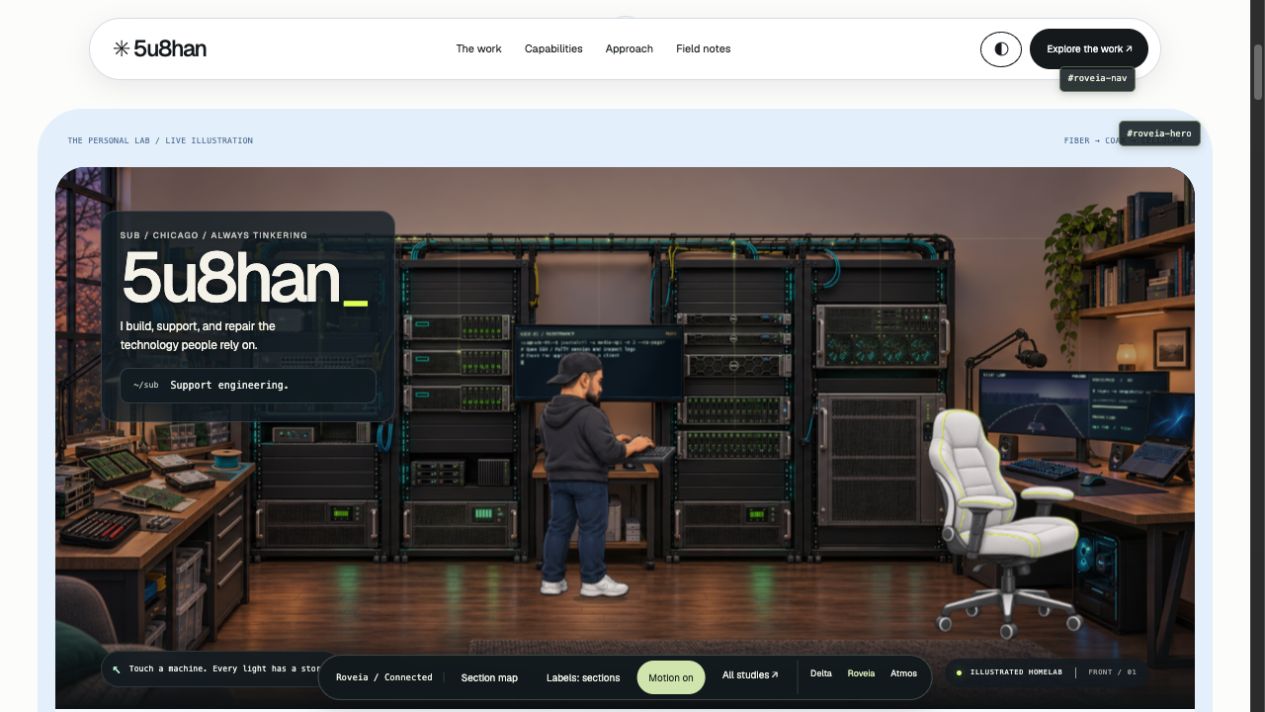 5u8han
The work
Capabilities
Approach
Field notes
Explore the work ↗
#roveia-nav
THE PERSONAL LAB / LIVE ILLUSTRATION
FIBER →
#roveia-hero
SUB / CHICAGO / ALWAYS TINKERING
5u8han_
I build, support, and repair the
technology people rely on.
~/sub Support engineering.
Touch a machine. Every light has a
Roveia / Connected
Section map
Labels: sections
Motion on
All studies ↗
Delta
Roveia
Atmos
ILLUSTRATED HOMELAB
FRONT / 01